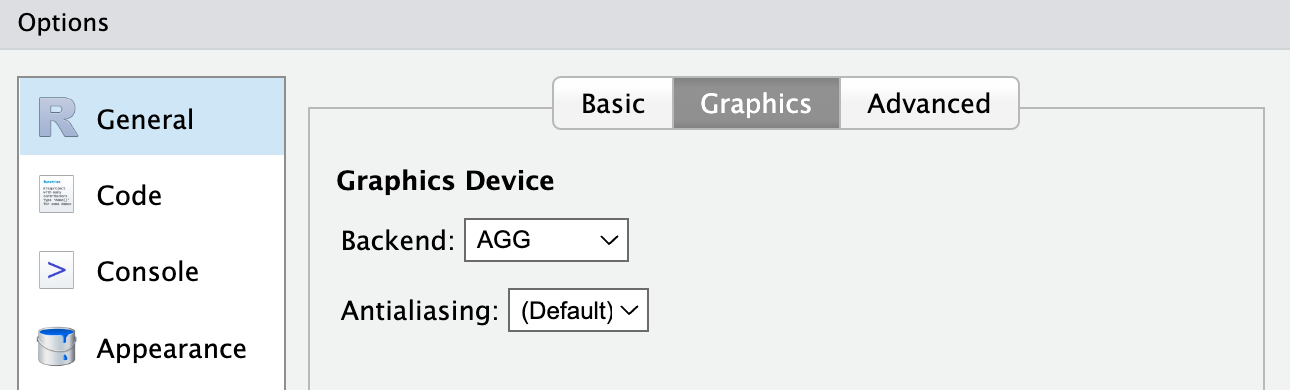 Options
General
Code
Console
Appearance
Basic
Graphics
Advanced
Graphics Device
Backend: AGG
Antialiasing: (Default)